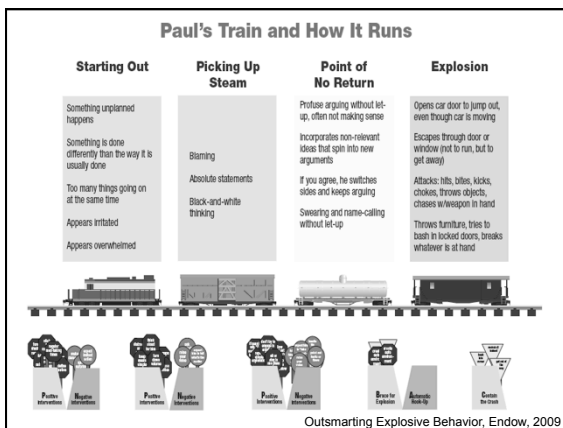 Paul's Train and How It Runs
Starting Out
Something unplanned
happens
Something is done
differently than the way it is
usually done
Too many things going on
at the same time
Appears irritated
Appears overwhelmed
Picking Up
Steam
Blaming
Absolute statements
Black-and-white
thinking
Point of
No Return
Profuse arguing without let-
up, often not making sense
Incorporates non-relevant
ideas that spin into new
arguments
If you agree, he switches
sides and keeps arguing
Swearing and name-calling
without let-up
Explosion
Opens car door to jump out,
even though car is moving
Escapes through door or
window (not to run, but to
get away)
Attacks: hits, bites, kicks,
chokes, throws objects,
chases w/weapon in hand
Throws furniture, tries to
bash in locked doors, breaks
whatever is at hand
Positive
Interventions
Negative
Interventions
Positive
Interventions
Negative
Interventions
Positive
Interventions
Negative
Interventions
Brace for
Explosion
Automatic
Hook-Up
Contain
the Crash
Outsmarting Explosive Behavior, Endow, 2009